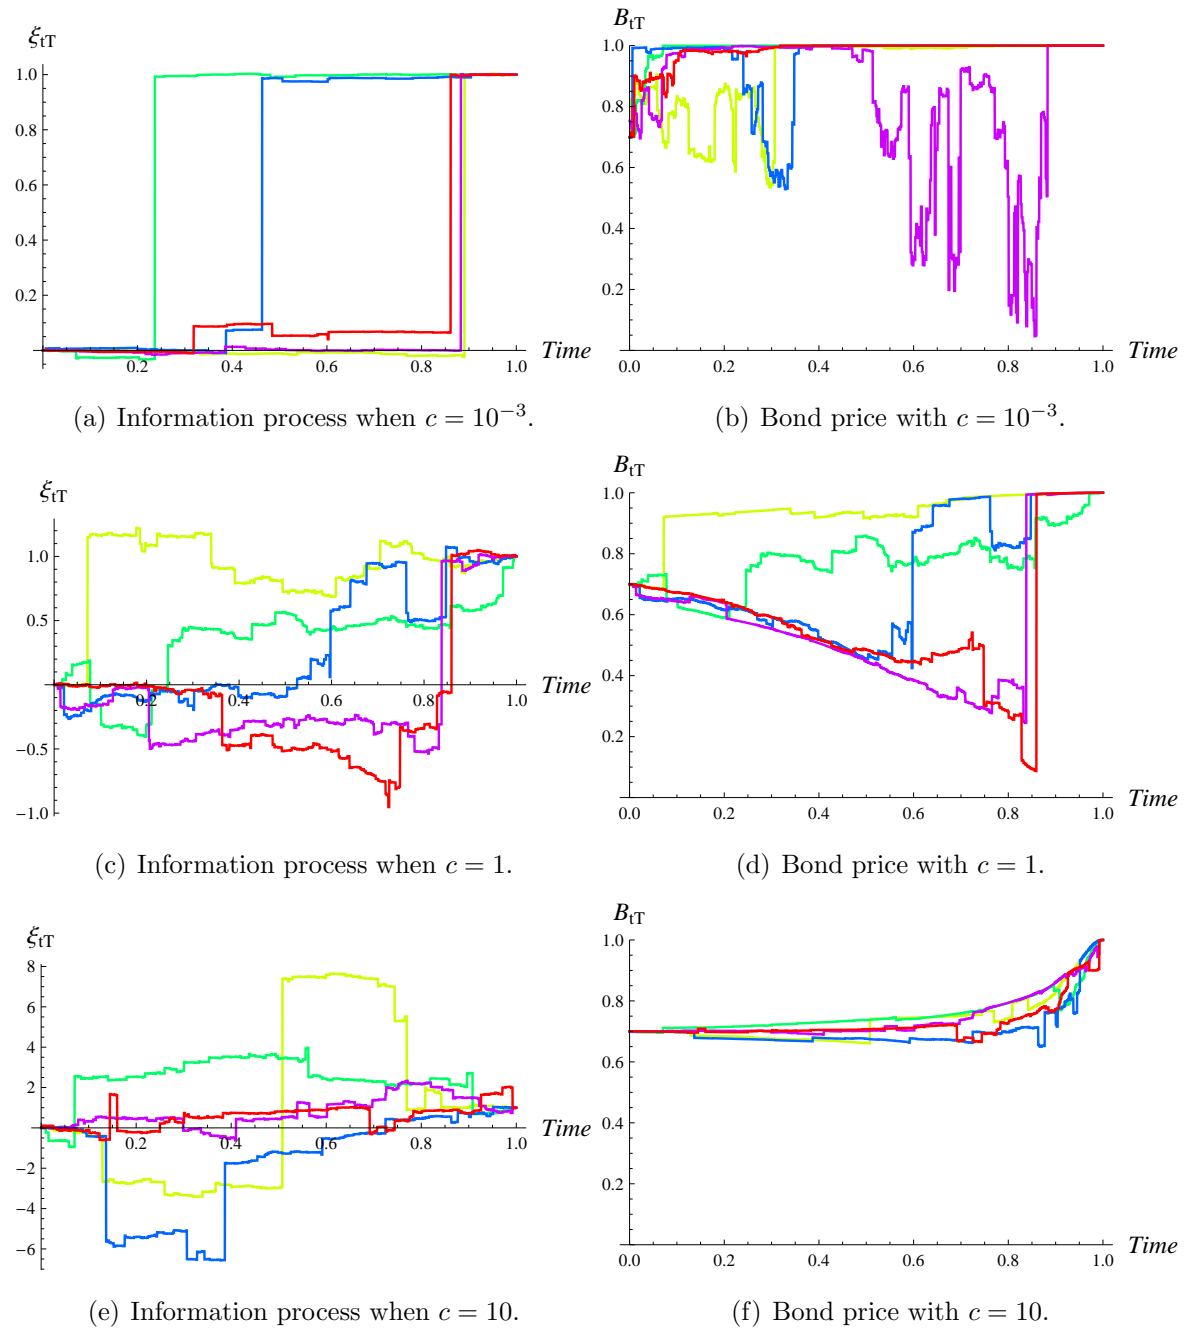 ξtT
1.0
0.8
0.6
0.4
0.2
0.2 0.4 0.6 0.8 1.0
Time
(a) Information process when c = 10−3.
BtT
1.0
0.8
0.6
0.4
0.2
0.0 0.2 0.4 0.6 0.8 1.0
Time
(b) Bond price with c = 10−3.
ξtT
1.0
0.5
−0.5
−1.0
0.2 0.4 0.6 0.8 1.0
Time
(c) Information process when c = 1.
BtT
1.0
0.8
0.6
0.4
0.2
0.0 0.2 0.4 0.6 0.8 1.0
Time
(d) Bond price with c = 1.
ξtT
8
6
4
2
−2
−4
−6
0.2 0.4 0.6 0.8 1.0
Time
(e) Information process when c = 10.
BtT
1.0
0.8
0.6
0.4
0.2
0.0 0.2 0.4 0.6 0.8 1.0
Time
(f) Bond price with c = 10.